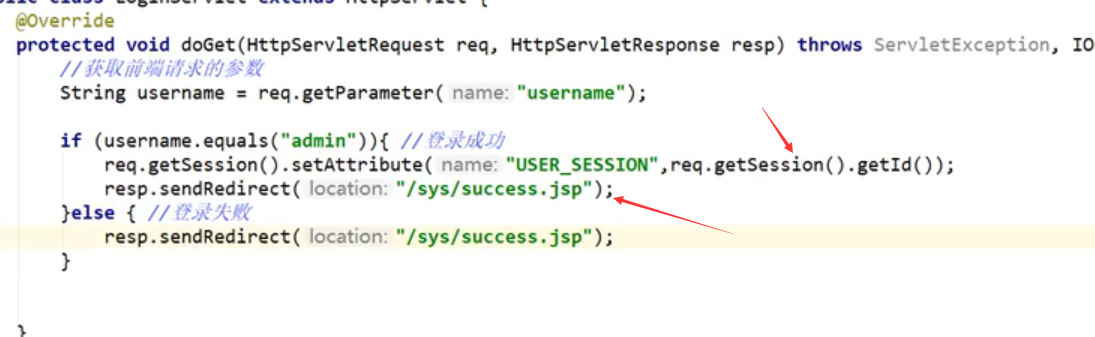 @Override
protected void doGet(HttpServletRequest req, HttpServletResponse resp) throws ServletException, IO
//获取前端请求的参数
String username = req.getParameter( name: "username");
if (username.equals("admin")){ //登录成功
req.getSession().setAttribute( name: "USER_SESSION",req.getSession().getId());
resp.sendRedirect( location: "/sys/success.jsp");
}else { //登录失败
resp.sendRedirect( location: "/sys/success.jsp");
}
}